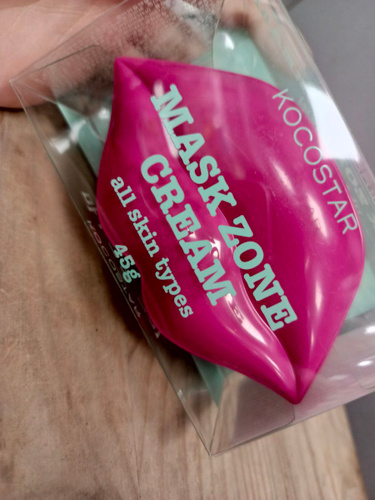 KOCOSTAR
MASK ZONE
CREAM
all skin types
45g